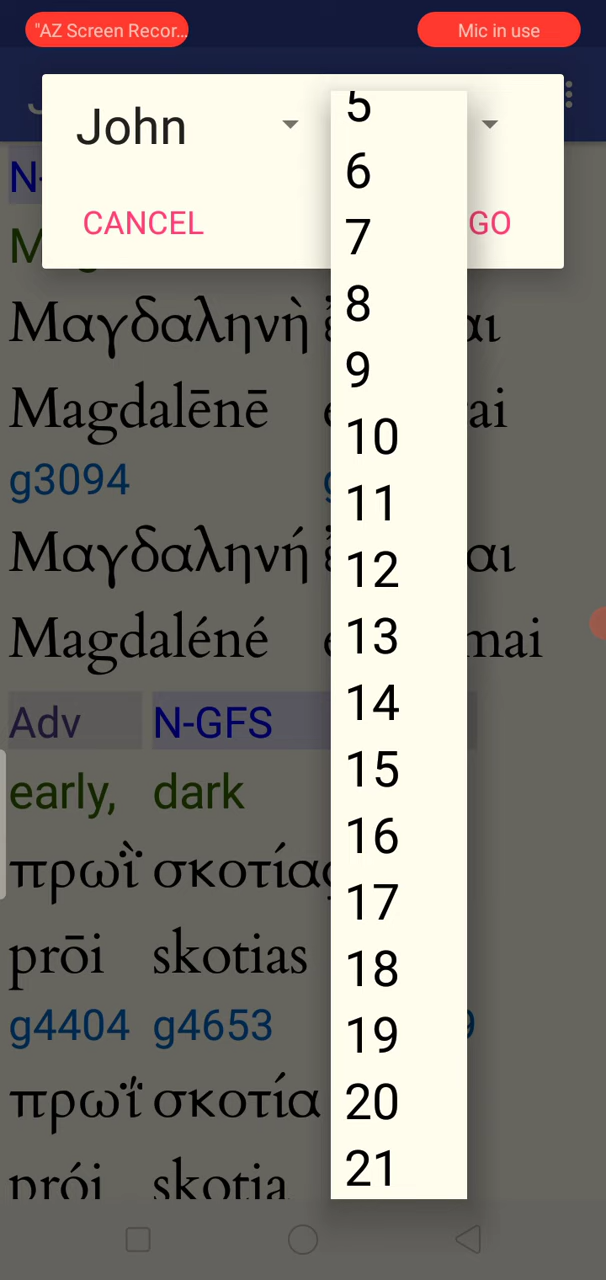 "AZ Screen Recor... Mic in use
John
5
6
7
8
9
10
11
12
13
14
15
16
17
18
19
20
21
CANCEL GO
Μαγδαληνὴ
Magdalēnē
g3094
Μαγδαληνή
Magdaléné
Adv N-GFS
early, dark
πρωῒ σκοτίας
prōi skotias
g4404 g4653
πρωΐ σκοτία
prói skotia